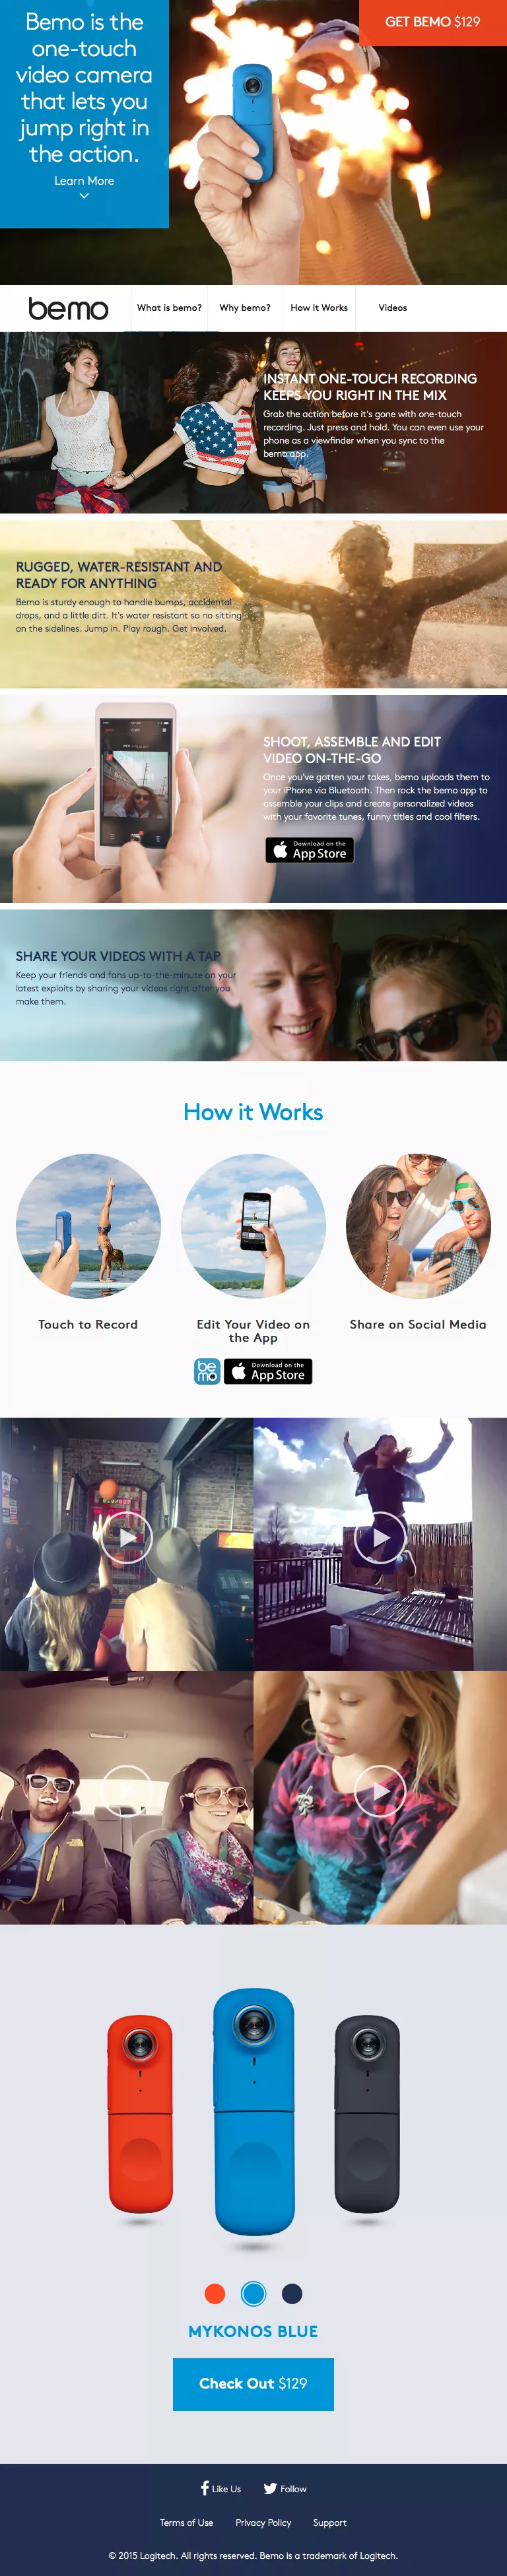 Bemo is the
one-touch
video camera
that lets you
jump right in
the action.
Learn More
GET BEMO $129
bemo
What is bemo?
Why bemo?
How it Works
Videos
INSTANT ONE-TOUCH RECORDING
KEEPS YOU RIGHT IN THE MIX
Grab the action before it's gone with one-touch
recording. Just press and hold. You can even use your
phone as a viewfinder when you sync to the
bemo app.
RUGGED, WATER-RESISTANT AND
READY FOR ANYTHING
Bemo is sturdy enough to handle bumps, accidental
drops, and a little dirt. It's water resistant so no sitting
on the sidelines. Jump in. Play rough. Get involved.
SHOOT, ASSEMBLE AND EDIT
VIDEO ON-THE-GO
Once you've gotten your takes, bemo uploads them to
your iPhone via Bluetooth. Then rock the bemo app to
assemble your clips and create personalized videos
with your favorite tunes, funny titles and cool filters.
Download on the
App Store
SHARE YOUR VIDEOS WITH A TAP
Keep your friends and fans up-to-the-minute on your
latest exploits by sharing your videos right after you
make them.
How it Works
Touch to Record
Edit Your Video on
the App
Share on Social Media
be
mo
Download on the
App Store
MYKONOS BLUE
Check Out $129
Like Us
Follow
Terms of Use
Privacy Policy
Support
© 2015 Logitech. All rights reserved. Bemo is a trademark of Logitech.